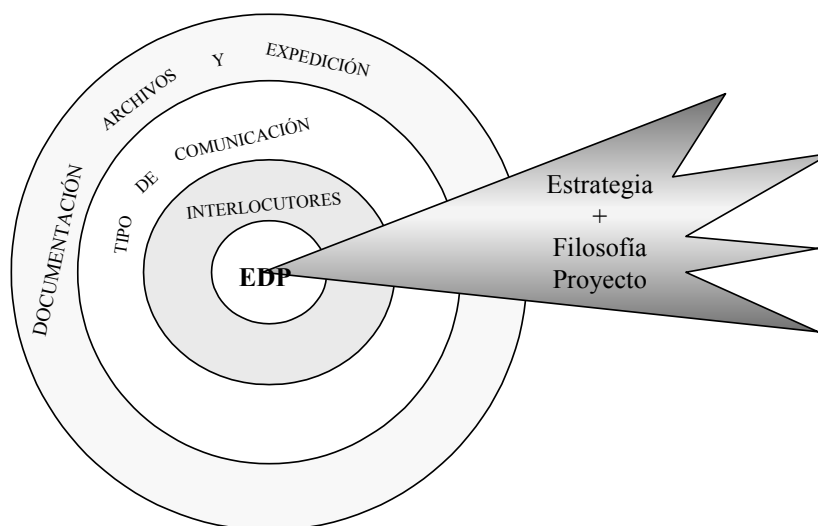 DOCUMENTACIÓN ARCHIVOS Y EXPEDICIÓN
TIPO DE COMUNICACIÓN
INTERLOCUTORES
EDP
Estrategia
+
Filosofía
Proyecto